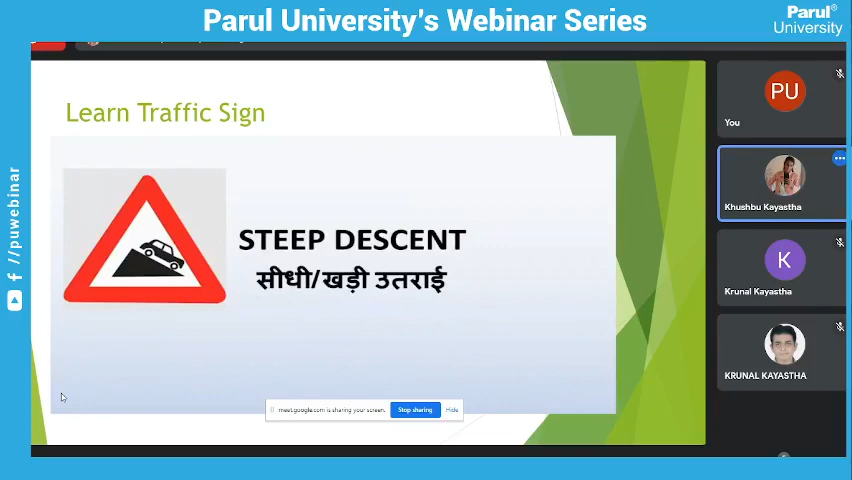 Parul University's Webinar Series
Parul®
University
Learn Traffic Sign
STEEP DESCENT
सीधी/खड़ी उतराई
PU
You
Khushbu Kayastha
K
Krunal Kayastha
KRUNAL KAYASTHA
meet.google.com is sharing your screen.
Stop sharing
Hide
//puwebinar